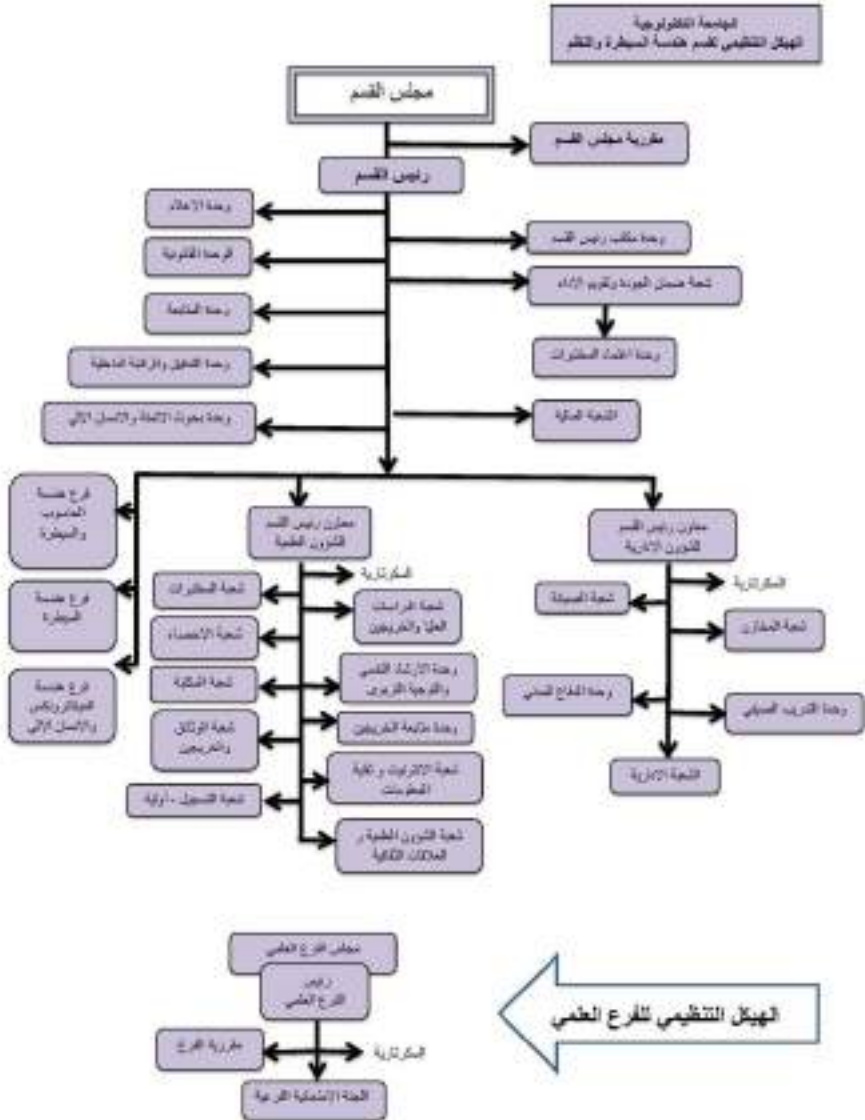 الجامعة التكنولوجية
الهيكل التنظيمي لقسم هندسة السيطرة والنظم
مجلس القسم
مقررية مجلس القسم
رئيس القسم
وحدة الاعلام
وحدة مكتب رئيس القسم
الوحدة القانونية
شعبة ضمان الجودة وتقويم الاداء
وحدة المتابعة
وحدة اعتماد المختبرات
وحدة التدقيق والرقابة الداخلية
الشعبة المالية
وحدة بحوث الاتمتة والانسان الالي
معاون رئيس القسم
للشؤون الادارية
السكرتارية
شعبة الصيانة
شعبة المخازن
وحدة الدفاع المدني
وحدة التدريب الصيفي
الشعبة الادارية
معاون رئيس القسم
للشؤون العلمية
السكرتارية
شعبة المختبرات
شعبة الدراسات
العليا والخريجين
شعبة الاحصاء
وحدة الارشاد النفسي
والتوجيه التربوي
شعبة المكتبة
وحدة متابعة الخريجين
شعبة الوثائق
والخريجين
شعبة الانترنيت و تقنية
المعلومات
شعبة التسجيل - أولية
شعبة الشؤون العلمية و
العلاقات الثقافية
فرع هندسة
الحاسوب
والسيطرة
فرع هندسة
السيطرة
فرع هندسة
الميكاترونكس
والانسان الالي
الهيكل التنظيمي للفرع العلمي
مجلس الفرع العلمي
رئيس
الفرع العلمي
السكرتارية
مقررية الفرع
اللجنة الامتحانية الفرعية